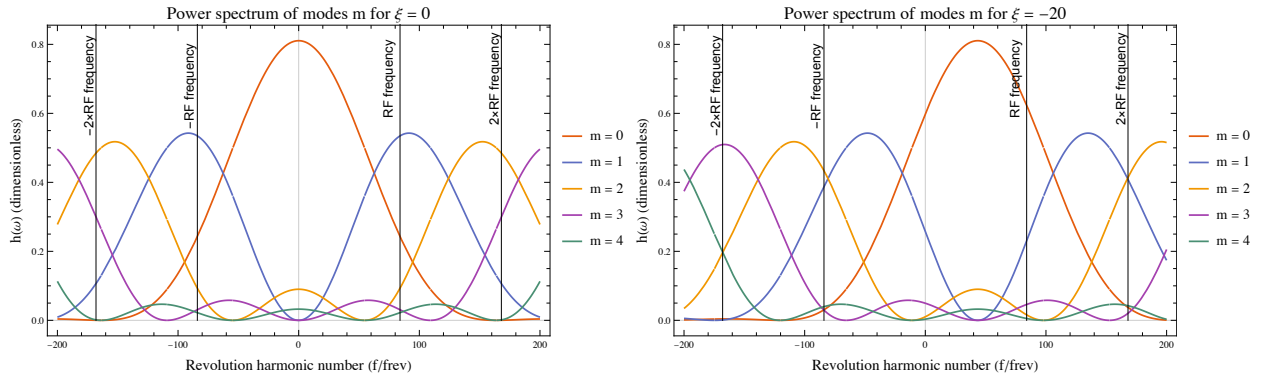 Power spectrum of modes m for ξ = 0
h(ω) (dimensionless)
0.8
0.6
0.4
0.2
0.0
−2×RF frequency
−RF frequency
RF frequency
2×RF frequency
−200
−100
0
100
200
Revolution harmonic number (f/frev)
m = 0
m = 1
m = 2
m = 3
m = 4
Power spectrum of modes m for ξ = −20
h(ω) (dimensionless)
0.8
0.6
0.4
0.2
0.0
−2×RF frequency
−RF frequency
RF frequency
2×RF frequency
−200
−100
0
100
200
Revolution harmonic number (f/frev)
m = 0
m = 1
m = 2
m = 3
m = 4